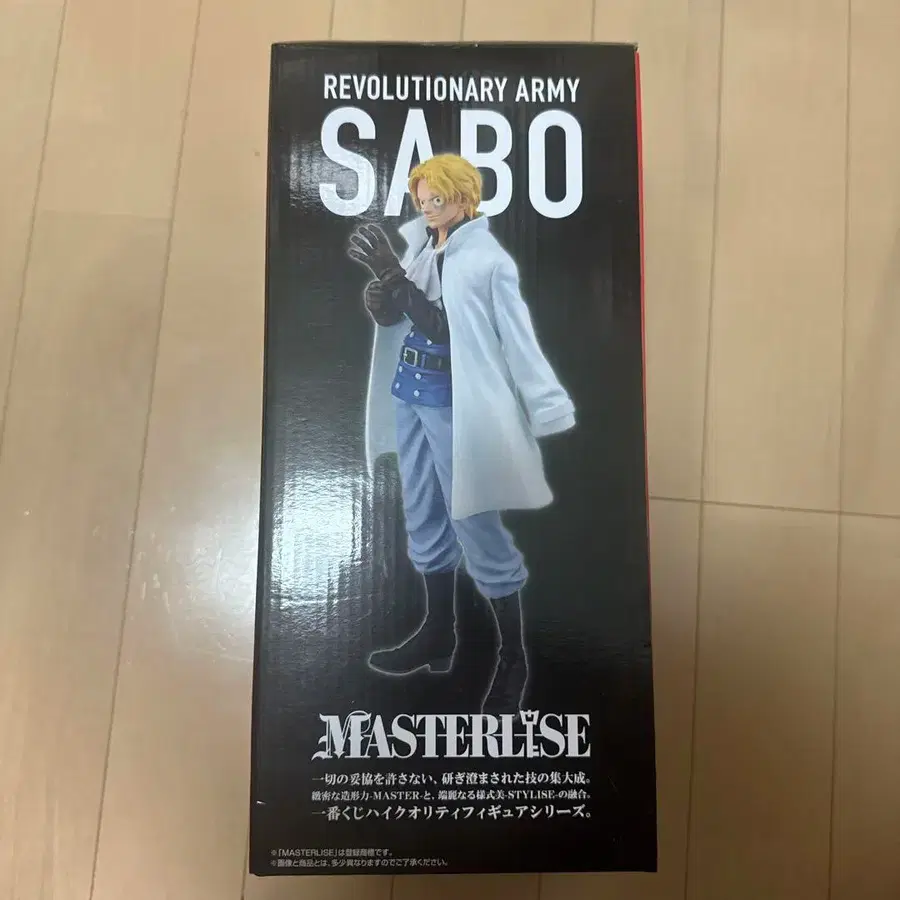 REVOLUTIONARY ARMY
SABO
MASTERLISE
一切の妥協を許さない、研ぎ澄まされた技の集大成。
緻密な造形力-MASTER-と、端麗なる様式美-STYLISE-の融合。
一番くじハイクオリティフィギュアシリーズ。
※「MASTERLISE」は登録商標です。
※画像と商品とは、多少異なりますのでご了承ください。